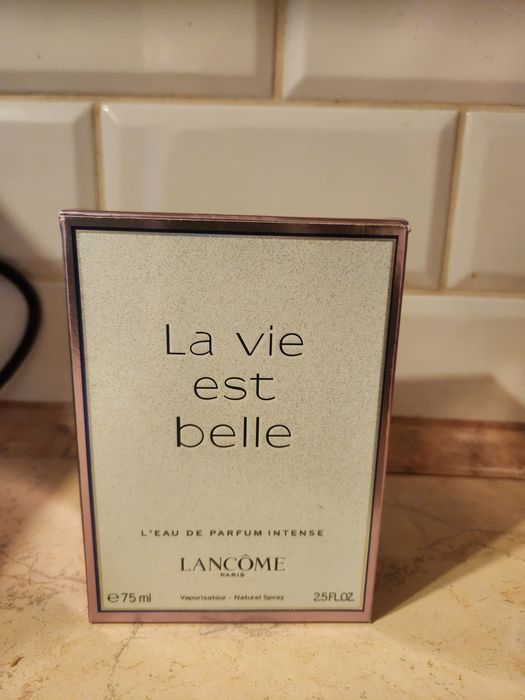 La vie
est
belle
L'EAU DE PARFUM INTENSE
LANCÔME
PARIS
℮75 ml Vaporisateur - Natural Spray 2.5FL.OZ.